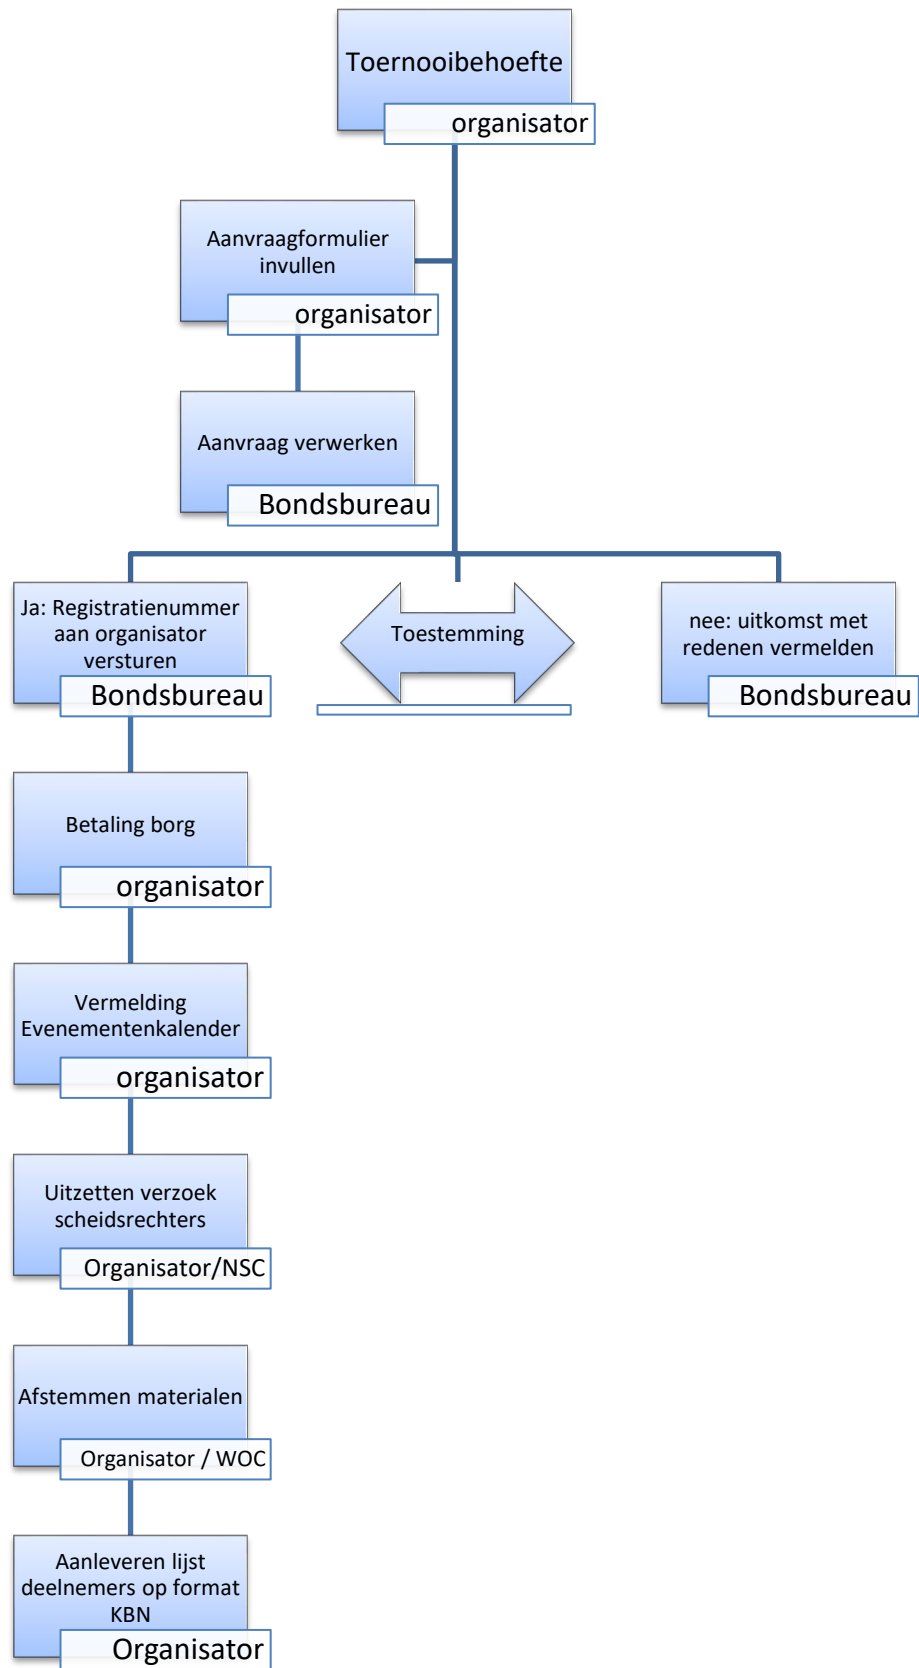 Toernooibehoefte
organisator
Aanvraagformulier
invullen
organisator
Aanvraag verwerken
Bondsbureau
Ja: Registratienummer
aan organisator
versturen
Bondsbureau
Toestemming
nee: uitkomst met
redenen vermelden
Bondsbureau
Betaling borg
organisator
Vermelding
Evenementenkalender
organisator
Uitzetten verzoek
scheidsrechters
Organisator/NSC
Afstemmen materialen
Organisator / WOC
Aanleveren lijst
deelnemers op format
KBN
Organisator